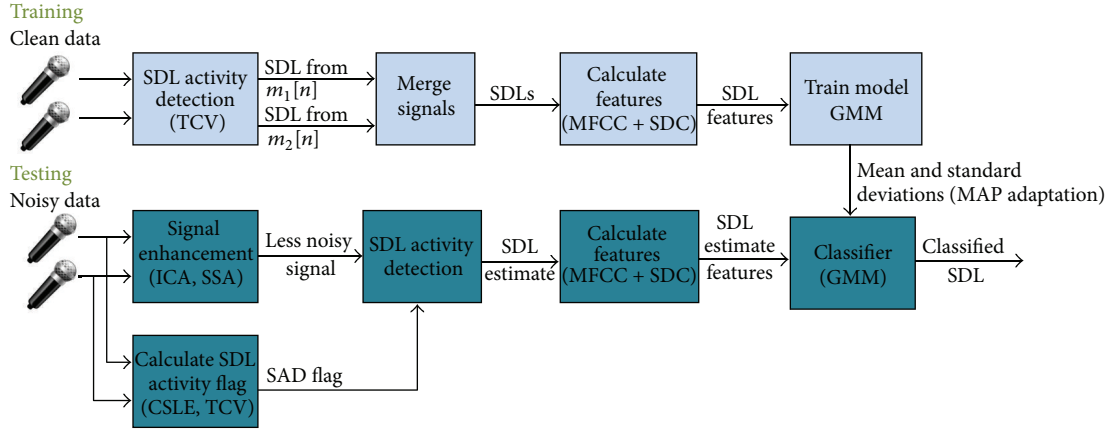 Training
Clean data
SDL activity
detection
(TCV)
SDL from
m₁[n]
SDL from
m₂[n]
Merge
signals
SDLs
Calculate
features
(MFCC + SDC)
SDL
features
Train model
GMM
Mean and standard
deviations (MAP adaptation)
Testing
Noisy data
Signal
enhancement
(ICA, SSA)
Less noisy
signal
SDL activity
detection
SDL
estimate
Calculate
features
(MFCC + SDC)
SDL
estimate
features
Classifier
(GMM)
Classified
SDL
Calculate SDL
activity flag
(CSLE, TCV)
SAD flag